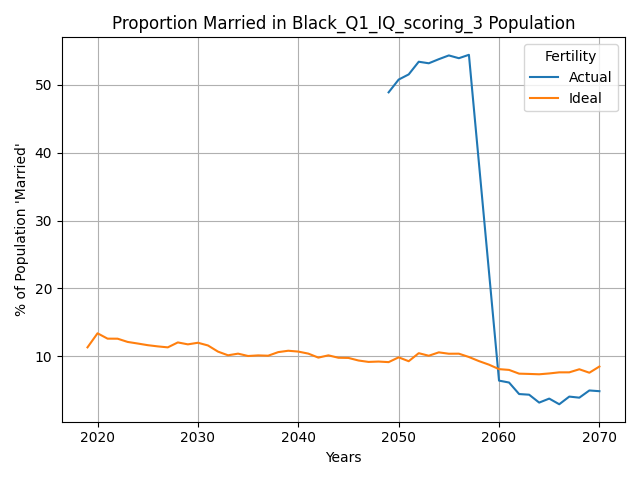 Proportion Married in Black_Q1_IQ_scoring_3 Population
% of Population 'Married'
50
40
30
20
10
2020
2030
2040
2050
2060
2070
Years
Fertility
Actual
Ideal